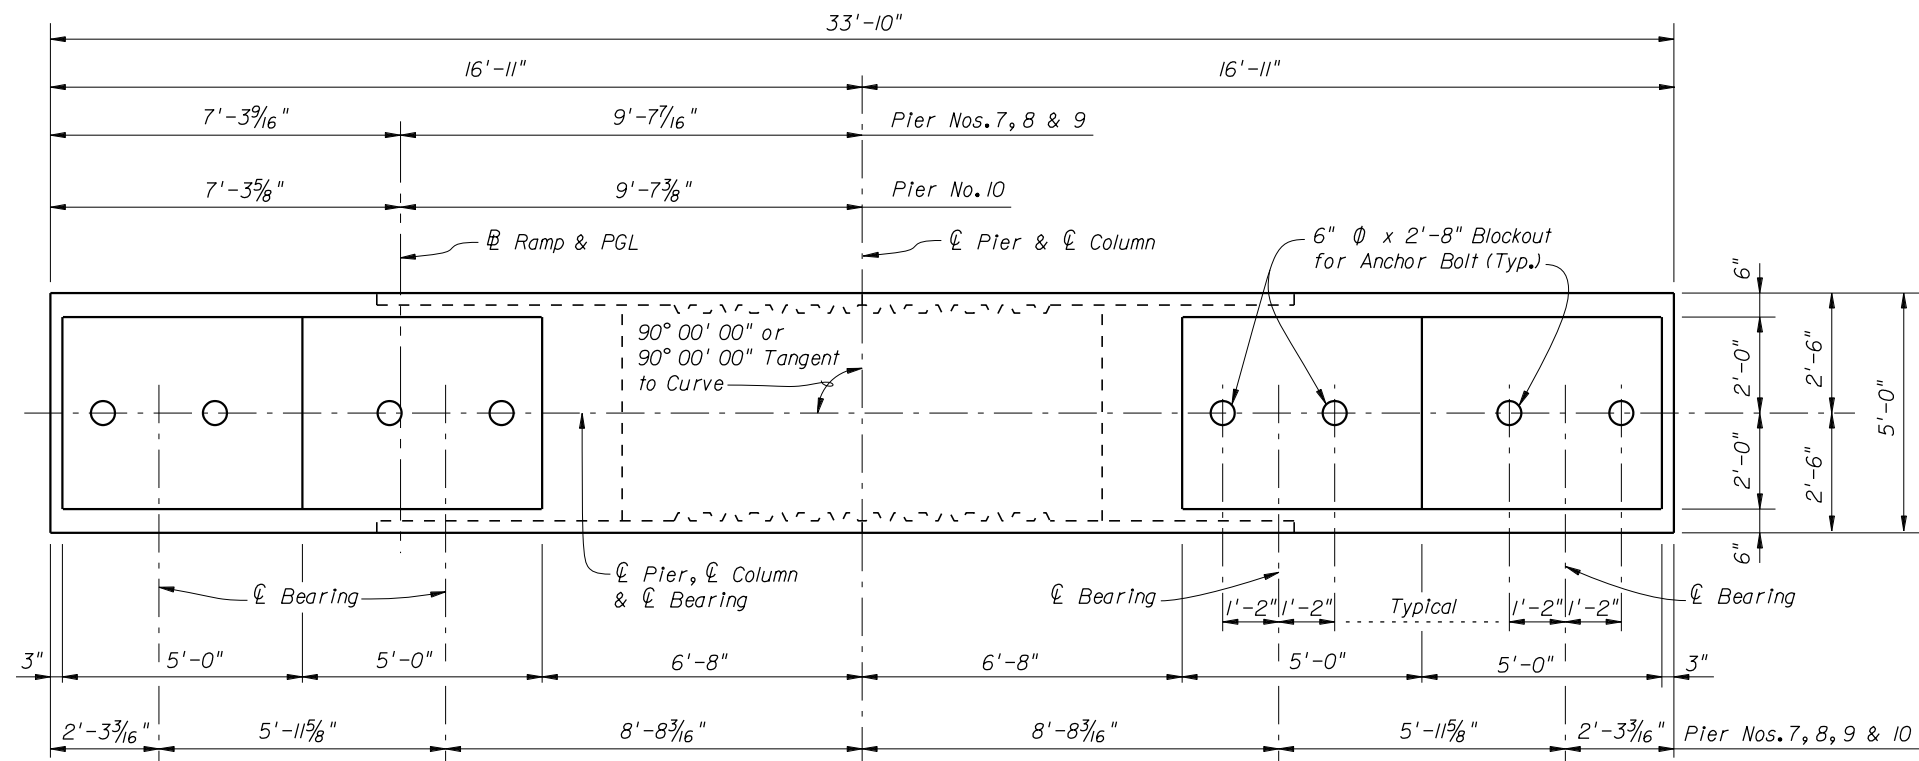 33'-10"
16'-11"
16'-11"
7'-3 9/16"
9'-7 7/16"
Pier Nos. 7, 8 & 9
7'-3 5/8"
9'-7 3/8"
Pier No. 10
℄ Ramp & PGL
℄ Pier & ℄ Column
6" ϕ x 2'-8" Blockout
for Anchor Bolt (Typ.)
90° 00' 00" or
90° 00' 00" Tangent
to Curve
6"
2'-0"
2'-6"
5'-0"
2'-0"
2'-6"
6"
℄ Bearing
℄ Pier, ℄ Column
& ℄ Bearing
℄ Bearing
1'-2"
1'-2"
Typical
1'-2"
1'-2"
℄ Bearing
3"
5'-0"
5'-0"
6'-8"
6'-8"
5'-0"
5'-0"
3"
2'-3 3/16"
5'-11 5/8"
8'-8 3/16"
8'-8 3/16"
5'-11 5/8"
2'-3 3/16"
Pier Nos. 7, 8, 9 & 10